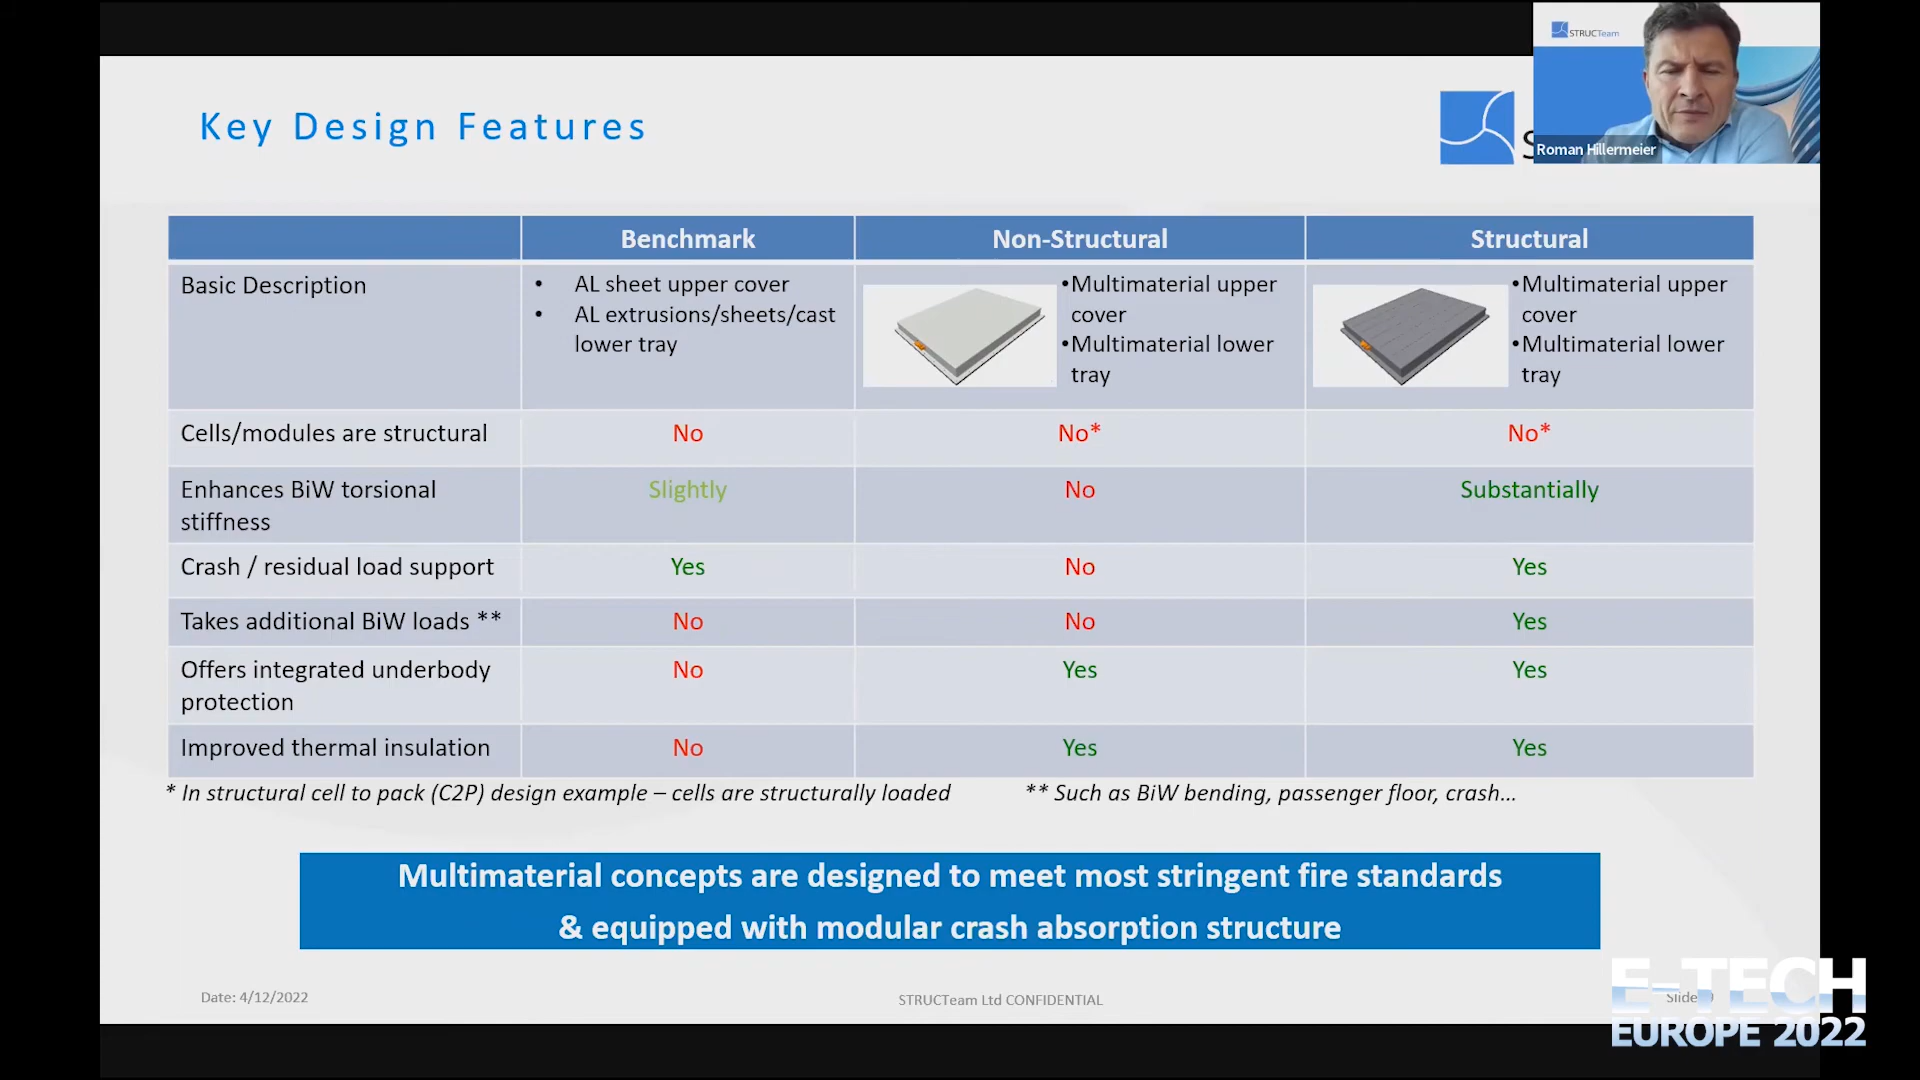 STRUCTeam
Roman Hillermeier
Key Design Features
Benchmark
Non-Structural
Structural
Basic Description
• AL sheet upper cover
• AL extrusions/sheets/cast
lower tray
•Multimaterial upper
cover
•Multimaterial lower
tray
•Multimaterial upper
cover
•Multimaterial lower
tray
Cells/modules are structural
No
No*
No*
Enhances BiW torsional
stiffness
Slightly
No
Substantially
Crash / residual load support
Yes
No
Yes
Takes additional BiW loads **
No
No
Yes
Offers integrated underbody
protection
No
Yes
Yes
Improved thermal insulation
No
Yes
Yes
* In structural cell to pack (C2P) design example – cells are structurally loaded
** Such as BiW bending, passenger floor, crash...
Multimaterial concepts are designed to meet most stringent fire standards
& equipped with modular crash absorption structure
Date: 4/12/2022
STRUCTeam Ltd CONFIDENTIAL
Slide
E-TECH
EUROPE 2022